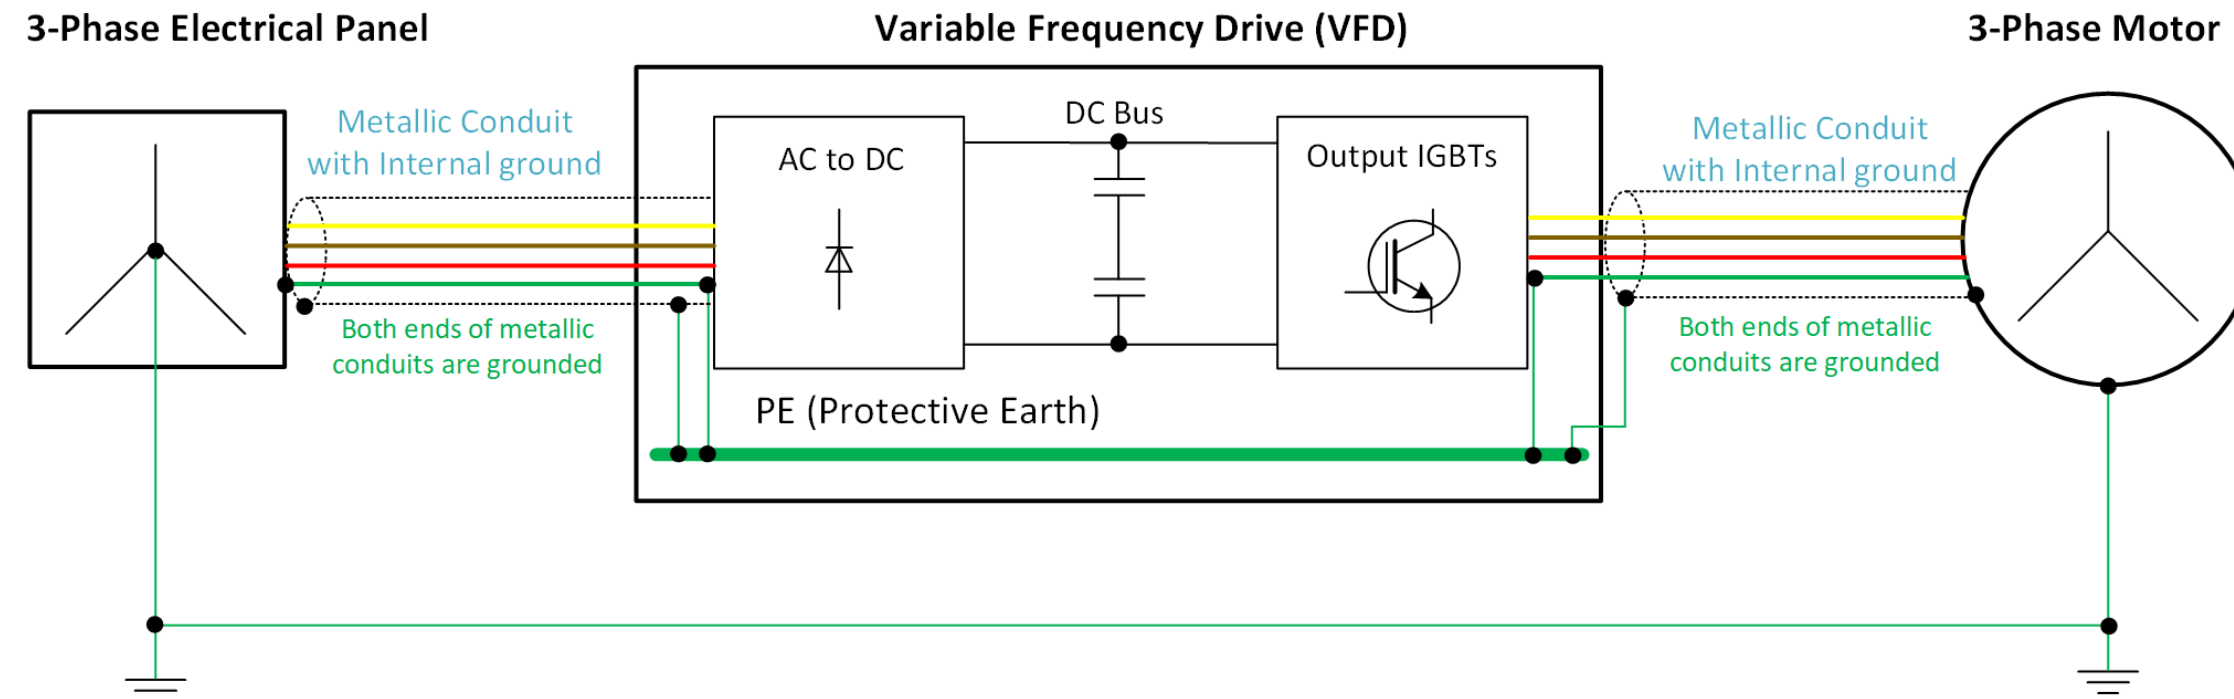 3-Phase Electrical Panel
Variable Frequency Drive (VFD)
3-Phase Motor
Metallic Conduit
with Internal ground
Both ends of metallic
conduits are grounded
AC to DC
DC Bus
Output IGBTs
PE (Protective Earth)
Metallic Conduit
with Internal ground
Both ends of metallic
conduits are grounded